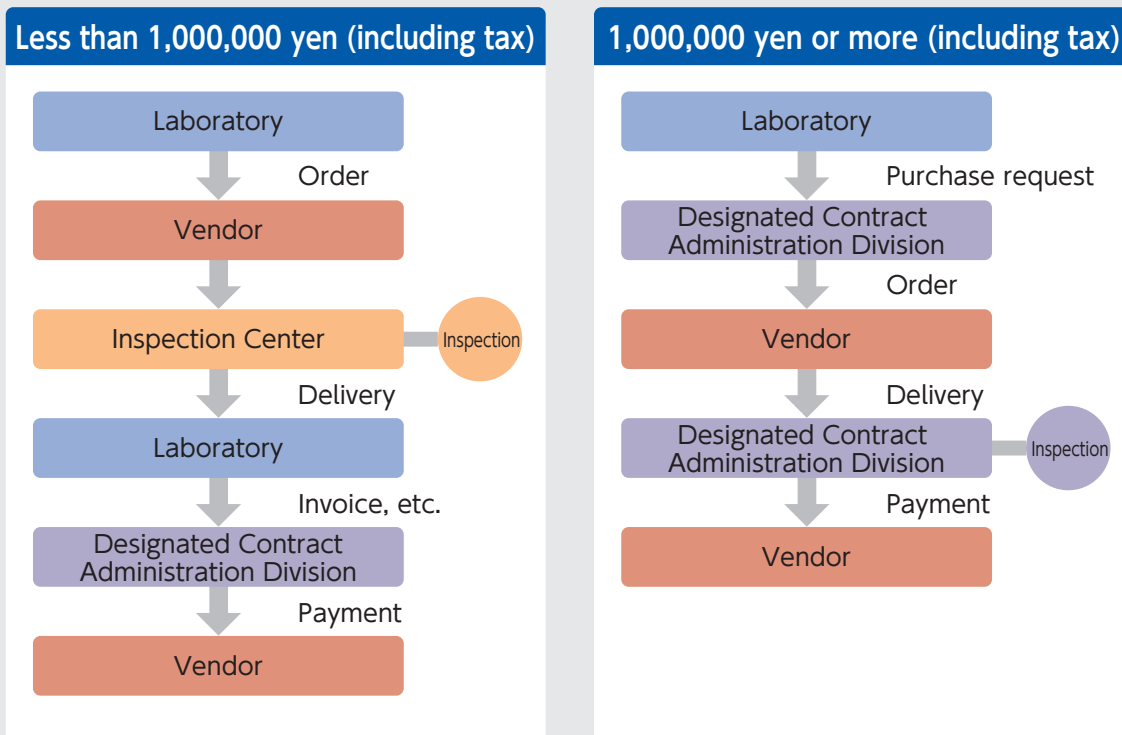 Less than 1,000,000 yen (including tax)
Laboratory
Order
Vendor
Inspection Center
Inspection
Delivery
Laboratory
Invoice, etc.
Designated Contract
Administration Division
Payment
Vendor
1,000,000 yen or more (including tax)
Laboratory
Purchase request
Designated Contract
Administration Division
Order
Vendor
Delivery
Designated Contract
Administration Division
Inspection
Payment
Vendor